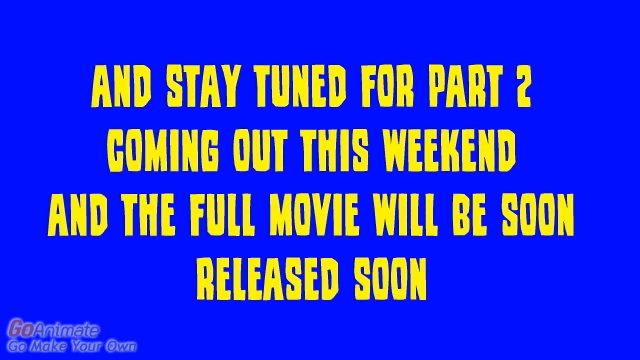 AND STAY TUNED FOR PART 2
COMING OUT THIS WEEKEND
AND THE FULL MOVIE WILL BE SOON
RELEASED SOON
GoAnimate
Go Make Your Own